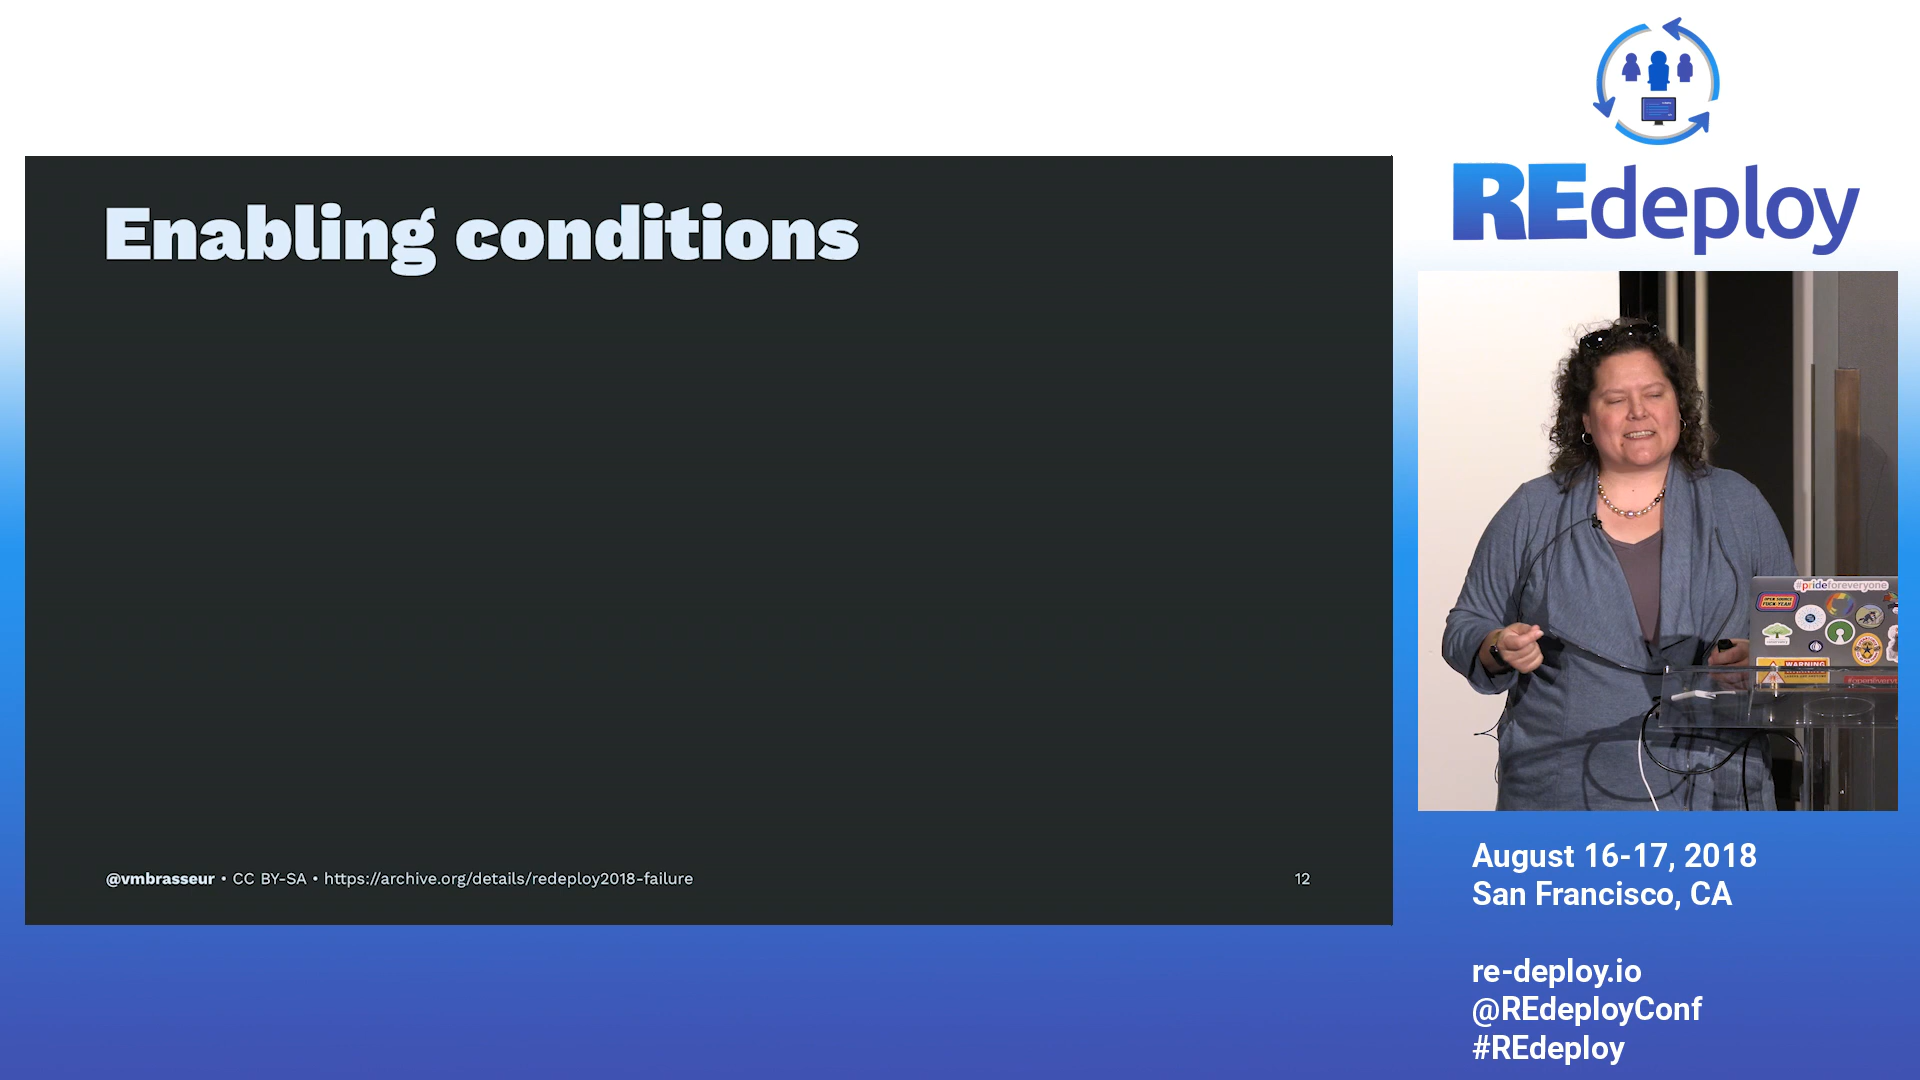 REdeploy
Enabling conditions
#prideforeveryone
WARNING
@vmbrasseur • CC BY-SA • https://archive.org/details/redeploy2018-failure
12
August 16-17, 2018
San Francisco, CA
re-deploy.io
@REdeployConf
#REdeploy